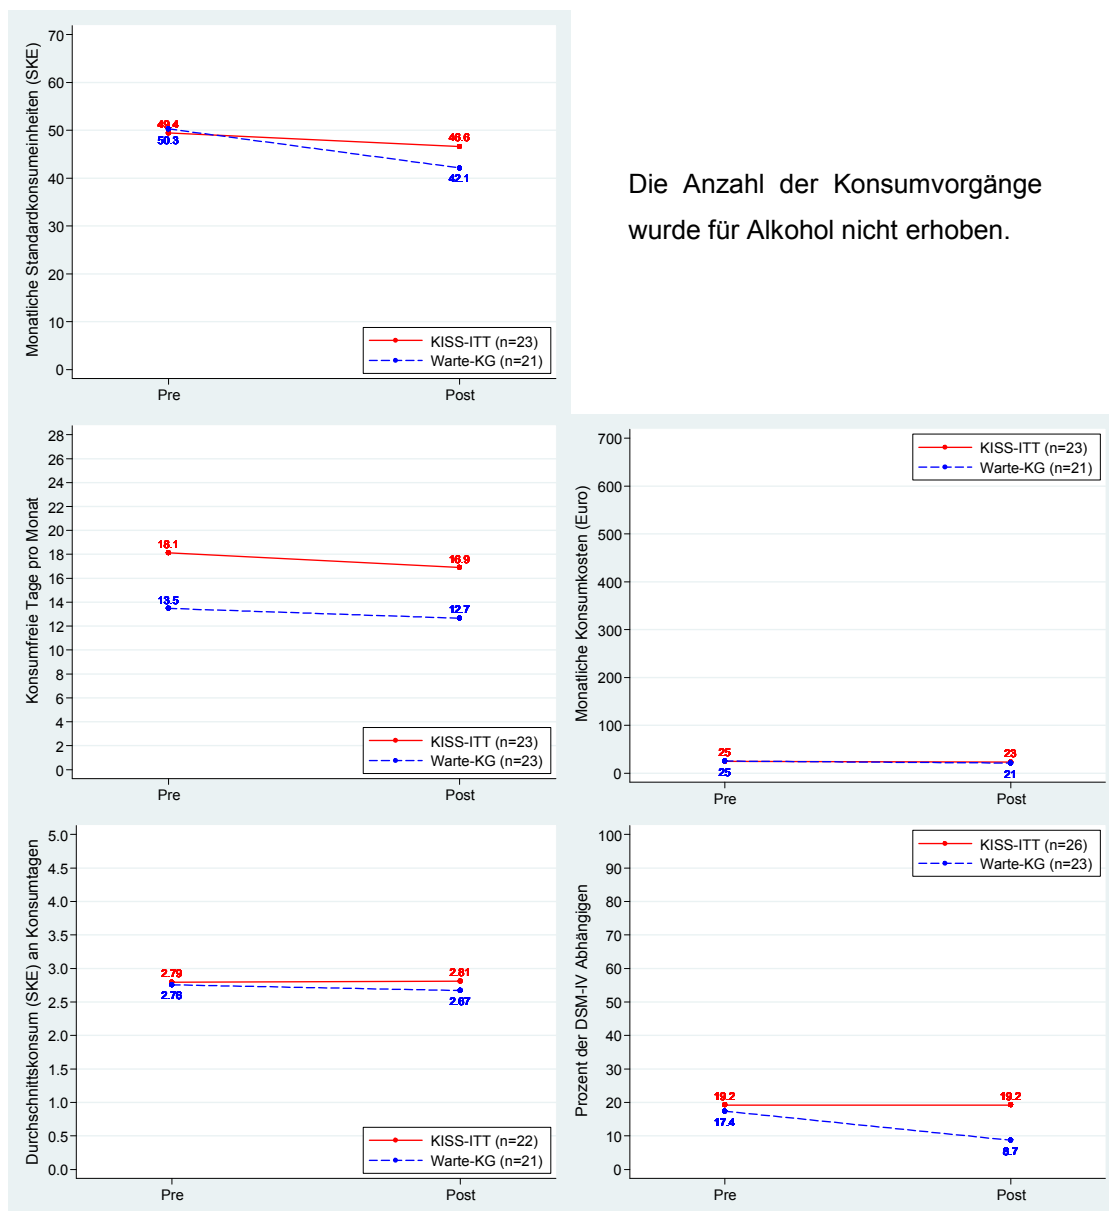 Monatliche Standardkonsumeinheiten (SKE)
70
60
50
40
30
20
10
0
49.4
50.3
46.6
42.1
KISS-ITT (n=23)
Warte-KG (n=21)
Pre
Post
Die Anzahl der Konsumvorgänge
wurde für Alkohol nicht erhoben.
Konsumfreie Tage pro Monat
28
26
24
22
20
18
16
14
12
10
8
6
4
2
0
18.1
16.9
13.5
12.7
KISS-ITT (n=23)
Warte-KG (n=23)
Pre
Post
Monatliche Konsumkosten (Euro)
700
600
500
400
300
200
100
0
KISS-ITT (n=23)
Warte-KG (n=21)
25
23
25
21
Pre
Post
Durchschnittskonsum (SKE) an Konsumtagen
5.0
4.5
4.0
3.5
3.0
2.5
2.0
1.5
1.0
0.5
0.0
2.79
2.81
2.76
2.67
KISS-ITT (n=22)
Warte-KG (n=21)
Pre
Post
Prozent der DSM-IV Abhängigen
100
90
80
70
60
50
40
30
20
10
0
KISS-ITT (n=26)
Warte-KG (n=23)
19.2
19.2
17.4
8.7
Pre
Post